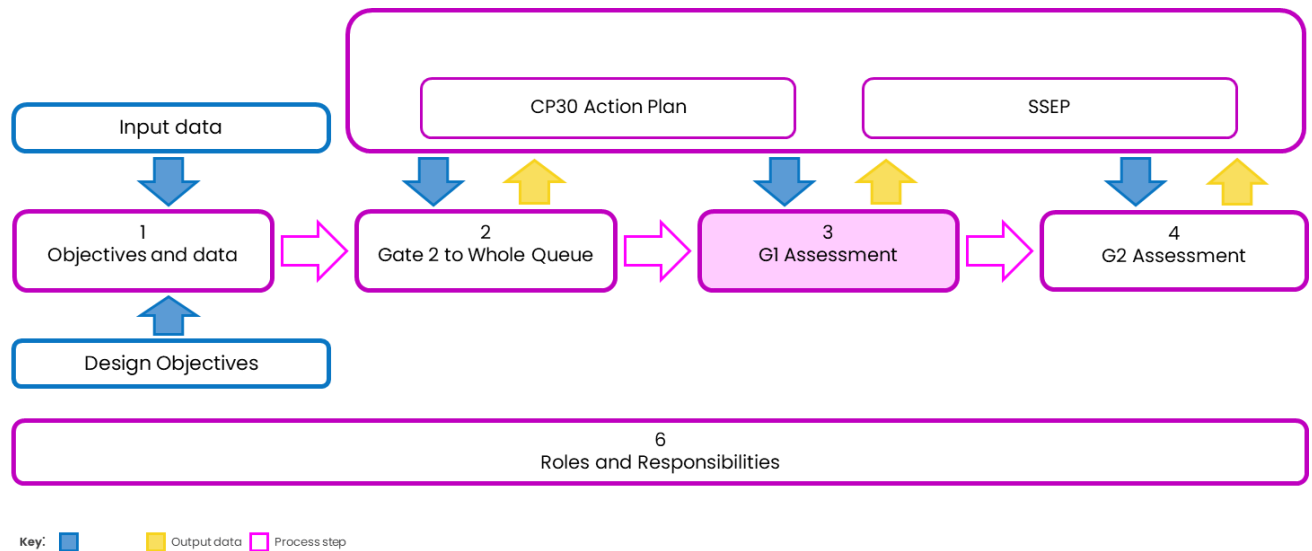 CP30 Action Plan
SSEP
Input data
1
Objectives and data
2
Gate 2 to Whole Queue
3
G1 Assessment
4
G2 Assessment
Design Objectives
6
Roles and Responsibilities
Key:
Output data
Process step